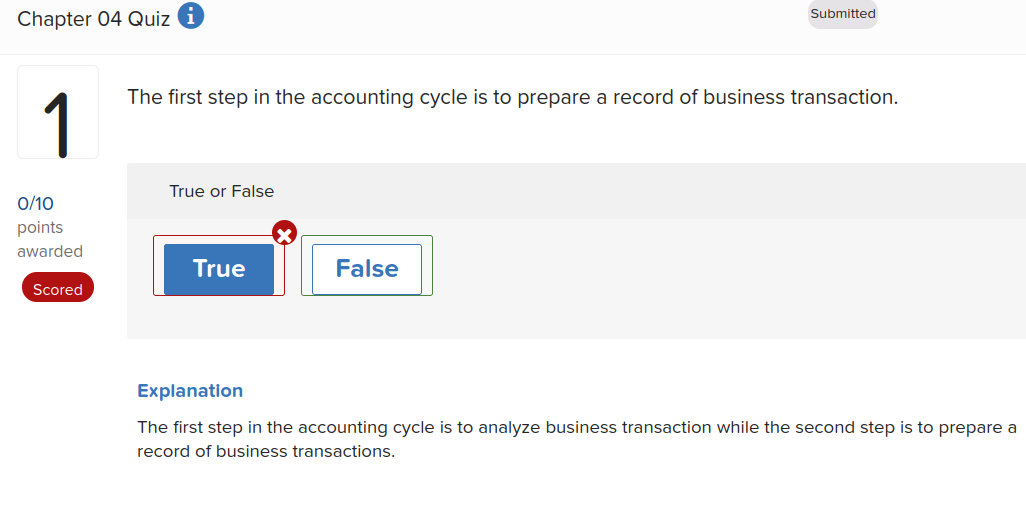 Chapter 04 Quiz i
Submitted
1
The first step in the accounting cycle is to prepare a record of business transaction.
0/10
points
awarded
Scored
True or False
True
False
Explanation
The first step in the accounting cycle is to analyze business transaction while the second step is to prepare a
record of business transactions.